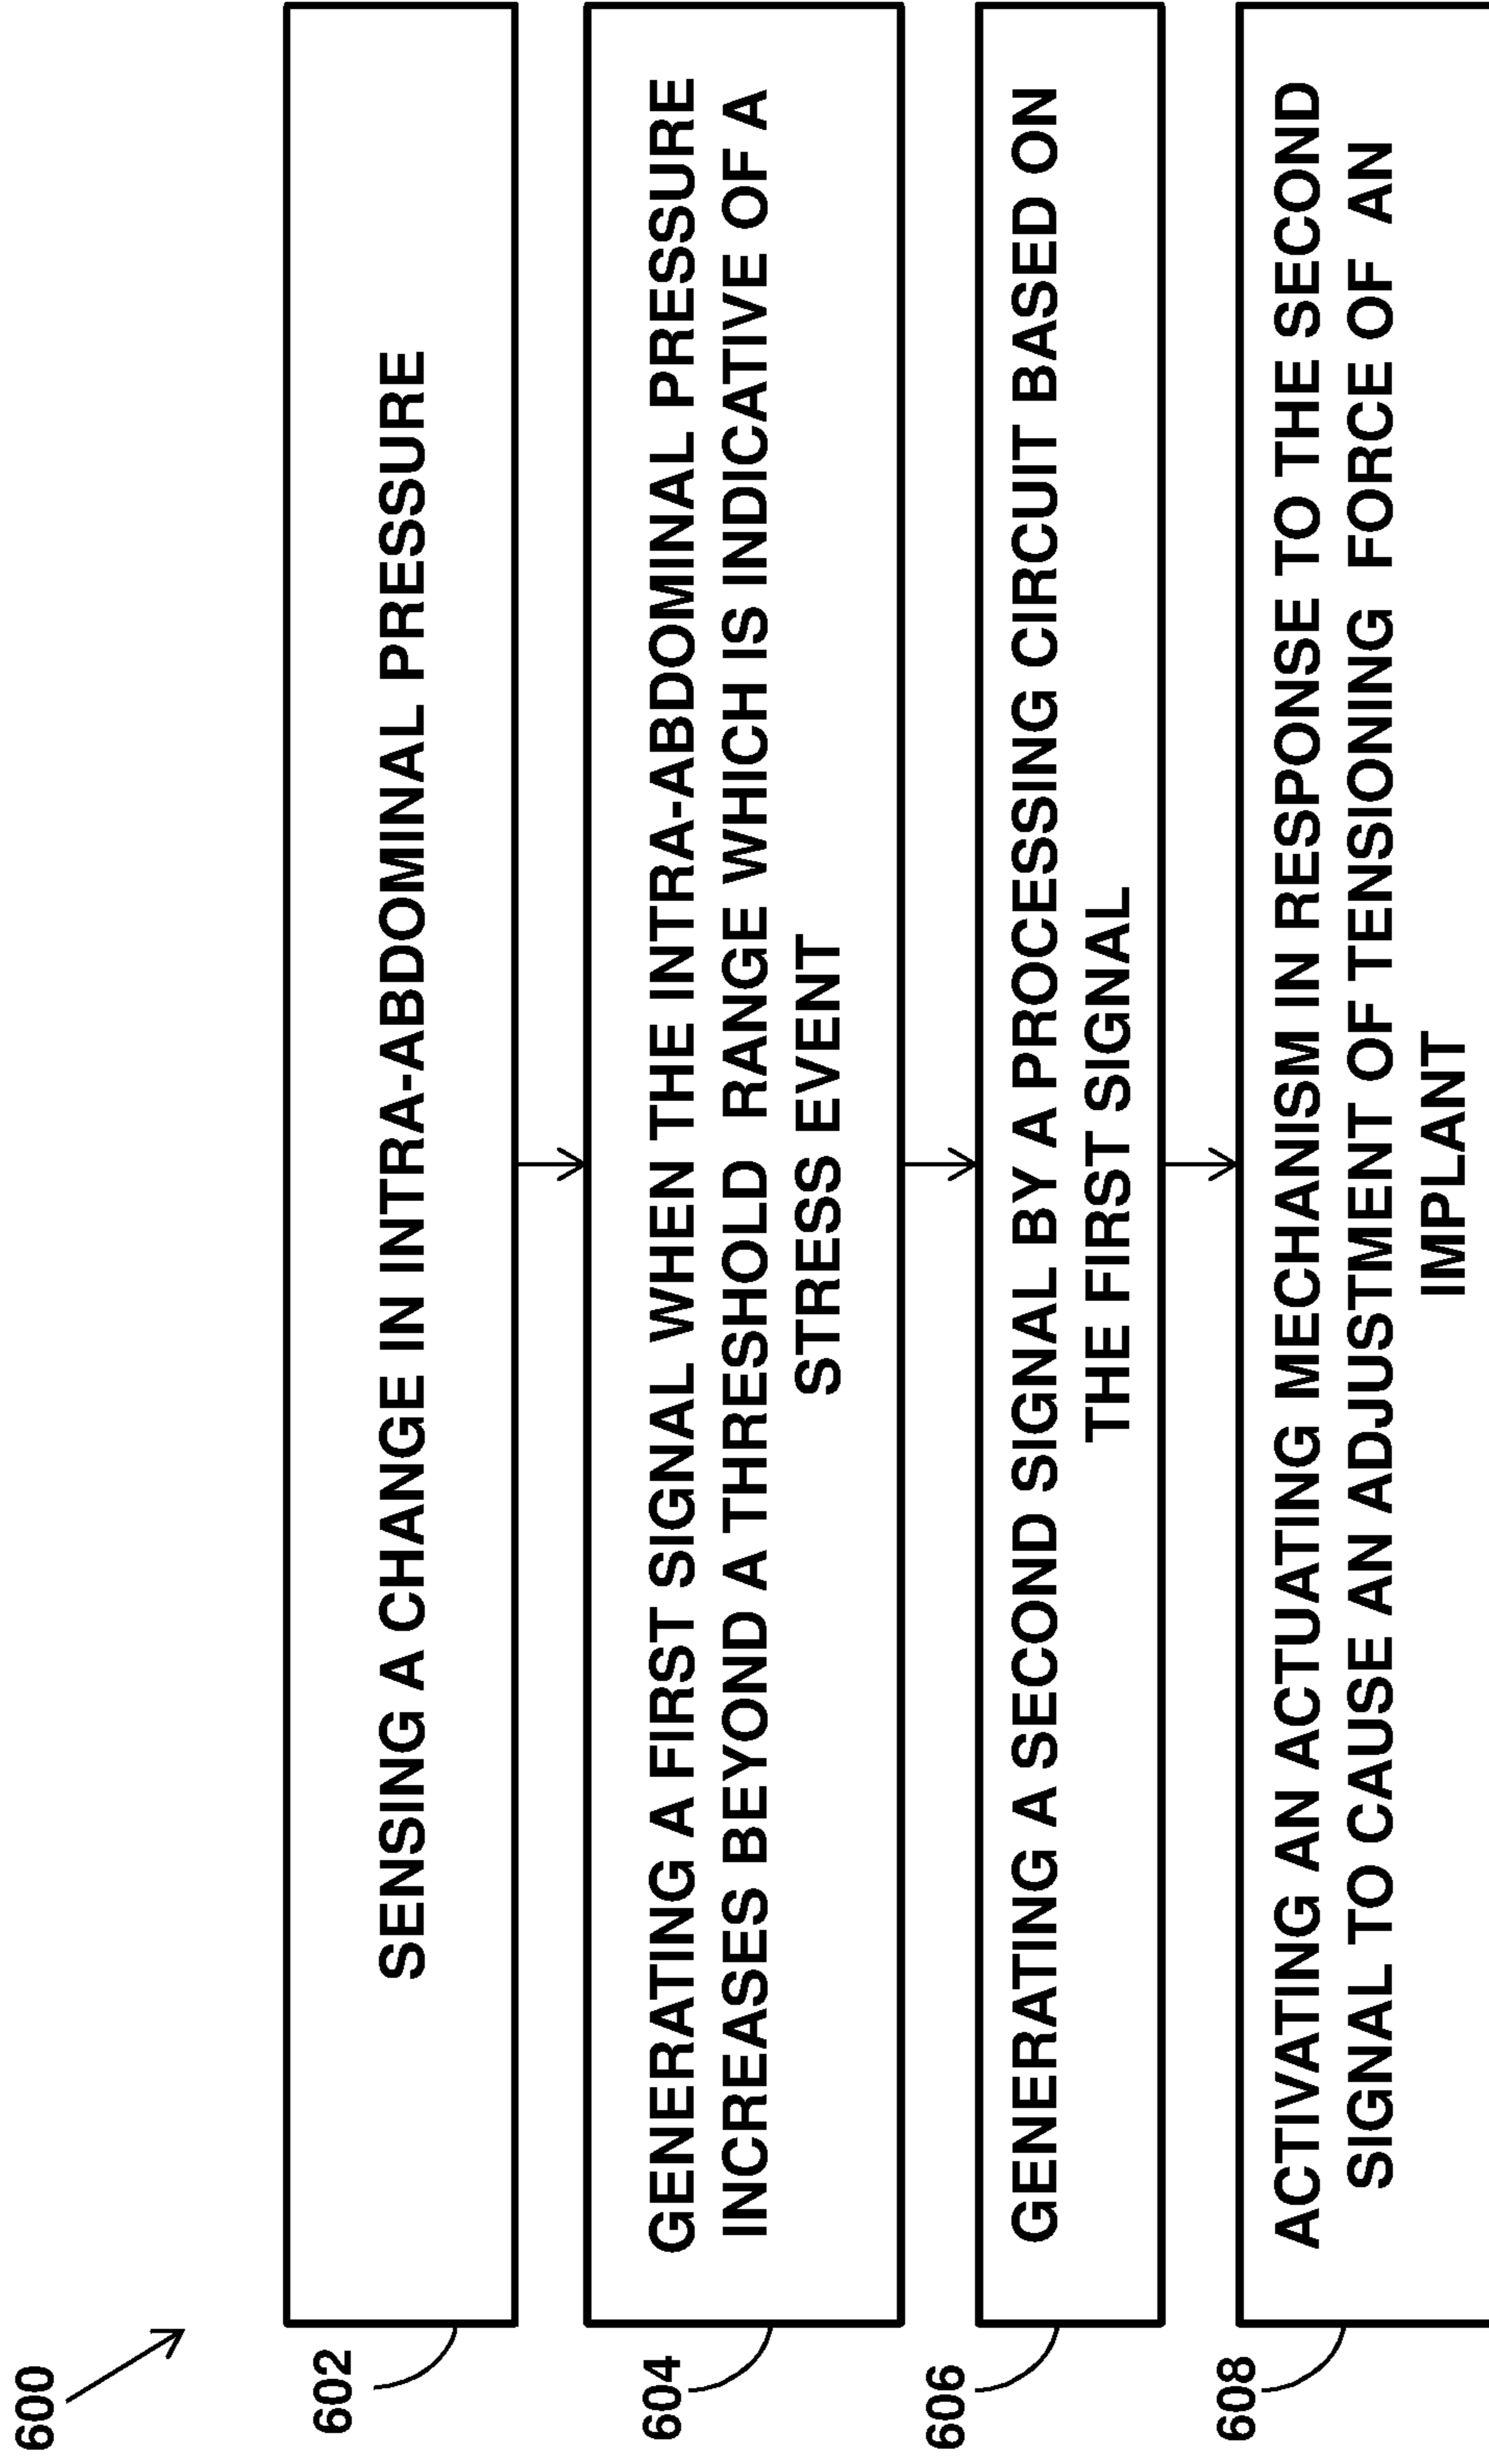 600
602
SENSING A CHANGE IN INTRA-ABDOMINAL PRESSURE
604
GENERATING A FIRST SIGNAL WHEN THE INTRA-ABDOMINAL PRESSURE
INCREASES BEYOND A THRESHOLD RANGE WHICH IS INDICATIVE OF A
STRESS EVENT
606
GENERATING A SECOND SIGNAL BY A PROCESSING CIRCUIT BASED ON
THE FIRST SIGNAL
608
ACTIVATING AN ACTUATING MECHANISM IN RESPONSE TO THE SECOND
SIGNAL TO CAUSE AN ADJUSTMENT OF TENSIONING FORCE OF AN
IMPLANT